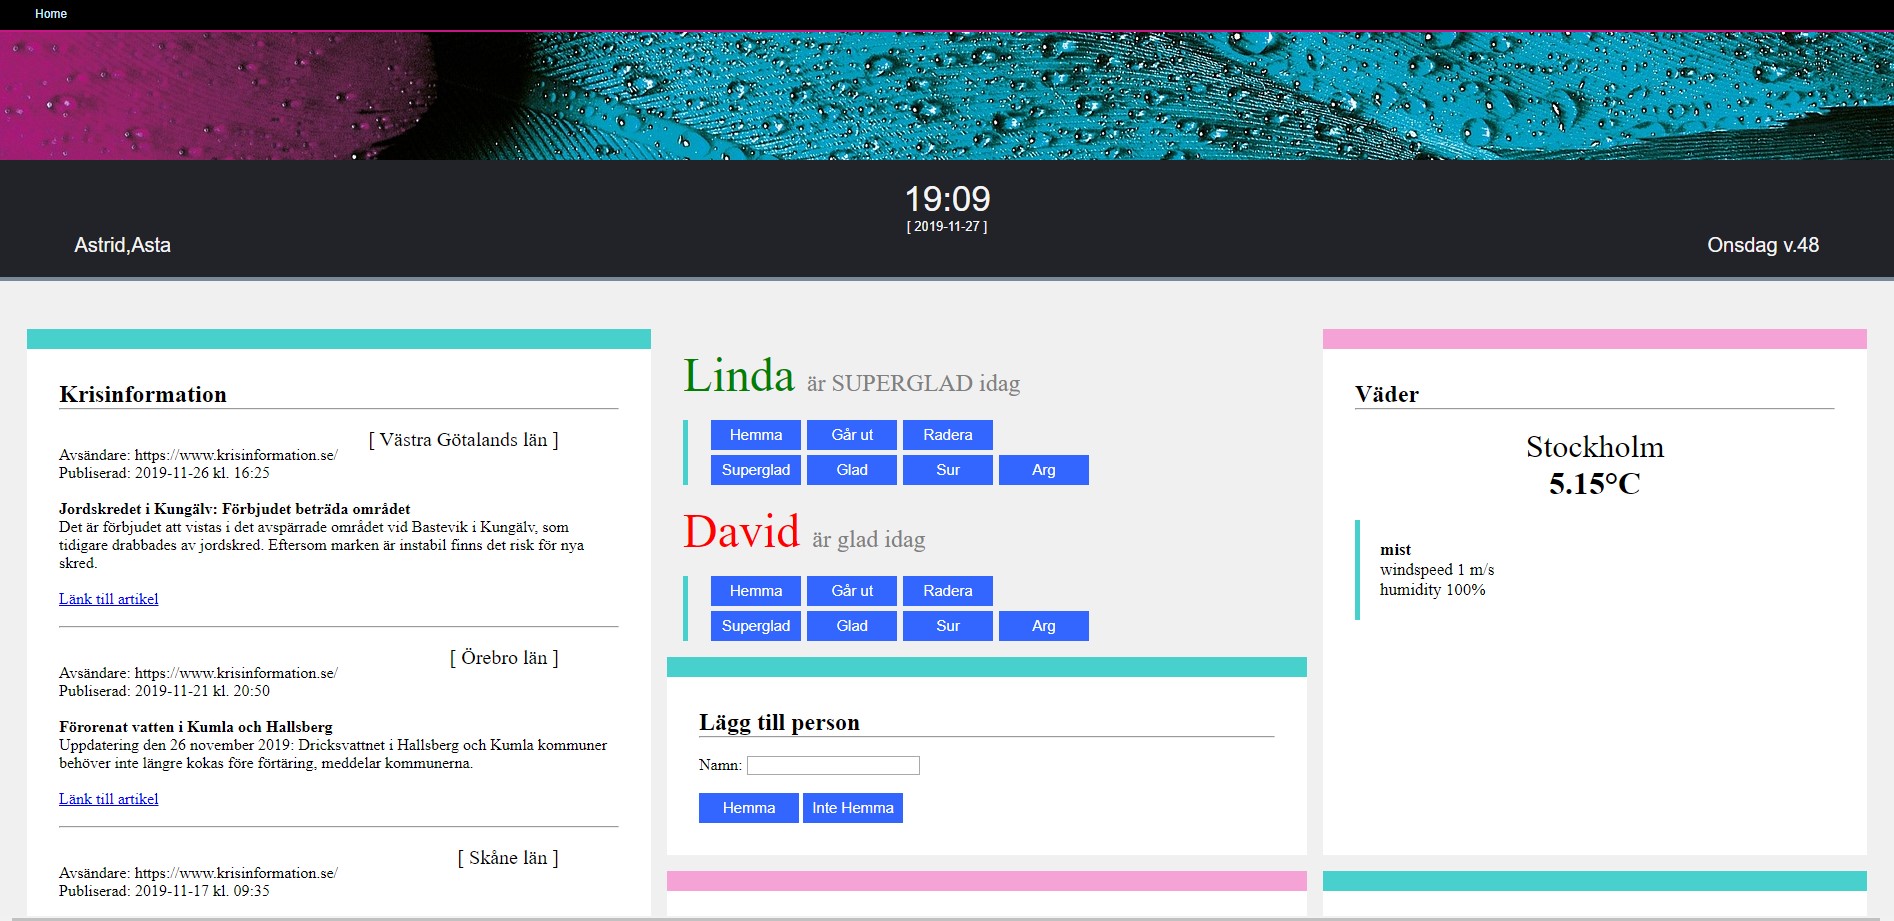 Home
19:09
[ 2019-11-27 ]
Astrid,Asta
Onsdag v.48
Krisinformation
[ Västra Götalands län ]
Avsändare: https://www.krisinformation.se/
Publiserad: 2019-11-26 kl. 16:25
Jordskredet i Kungälv: Förbjudet beträda området
Det är förbjudet att vistas i det avspärrade området vid Bastevik i Kungälv, som
tidigare drabbades av jordskred. Eftersom marken är instabil finns det risk för nya
skred.
Länk till artikel
[ Örebro län ]
Avsändare: https://www.krisinformation.se/
Publiserad: 2019-11-21 kl. 20:50
Förorenat vatten i Kumla och Hallsberg
Uppdatering den 26 november 2019: Dricksvattnet i Hallsberg och Kumla kommuner
behöver inte längre kokas före förtäring, meddelar kommunerna.
Länk till artikel
[ Skåne län ]
Avsändare: https://www.krisinformation.se/
Publiserad: 2019-11-17 kl. 09:35
Linda är SUPERGLAD idag
Hemma Går ut Radera
Superglad Glad Sur Arg
David är glad idag
Hemma Går ut Radera
Superglad Glad Sur Arg
Lägg till person
Namn:
Hemma Inte Hemma
Väder
Stockholm
5.15°C
mist
windspeed 1 m/s
humidity 100%